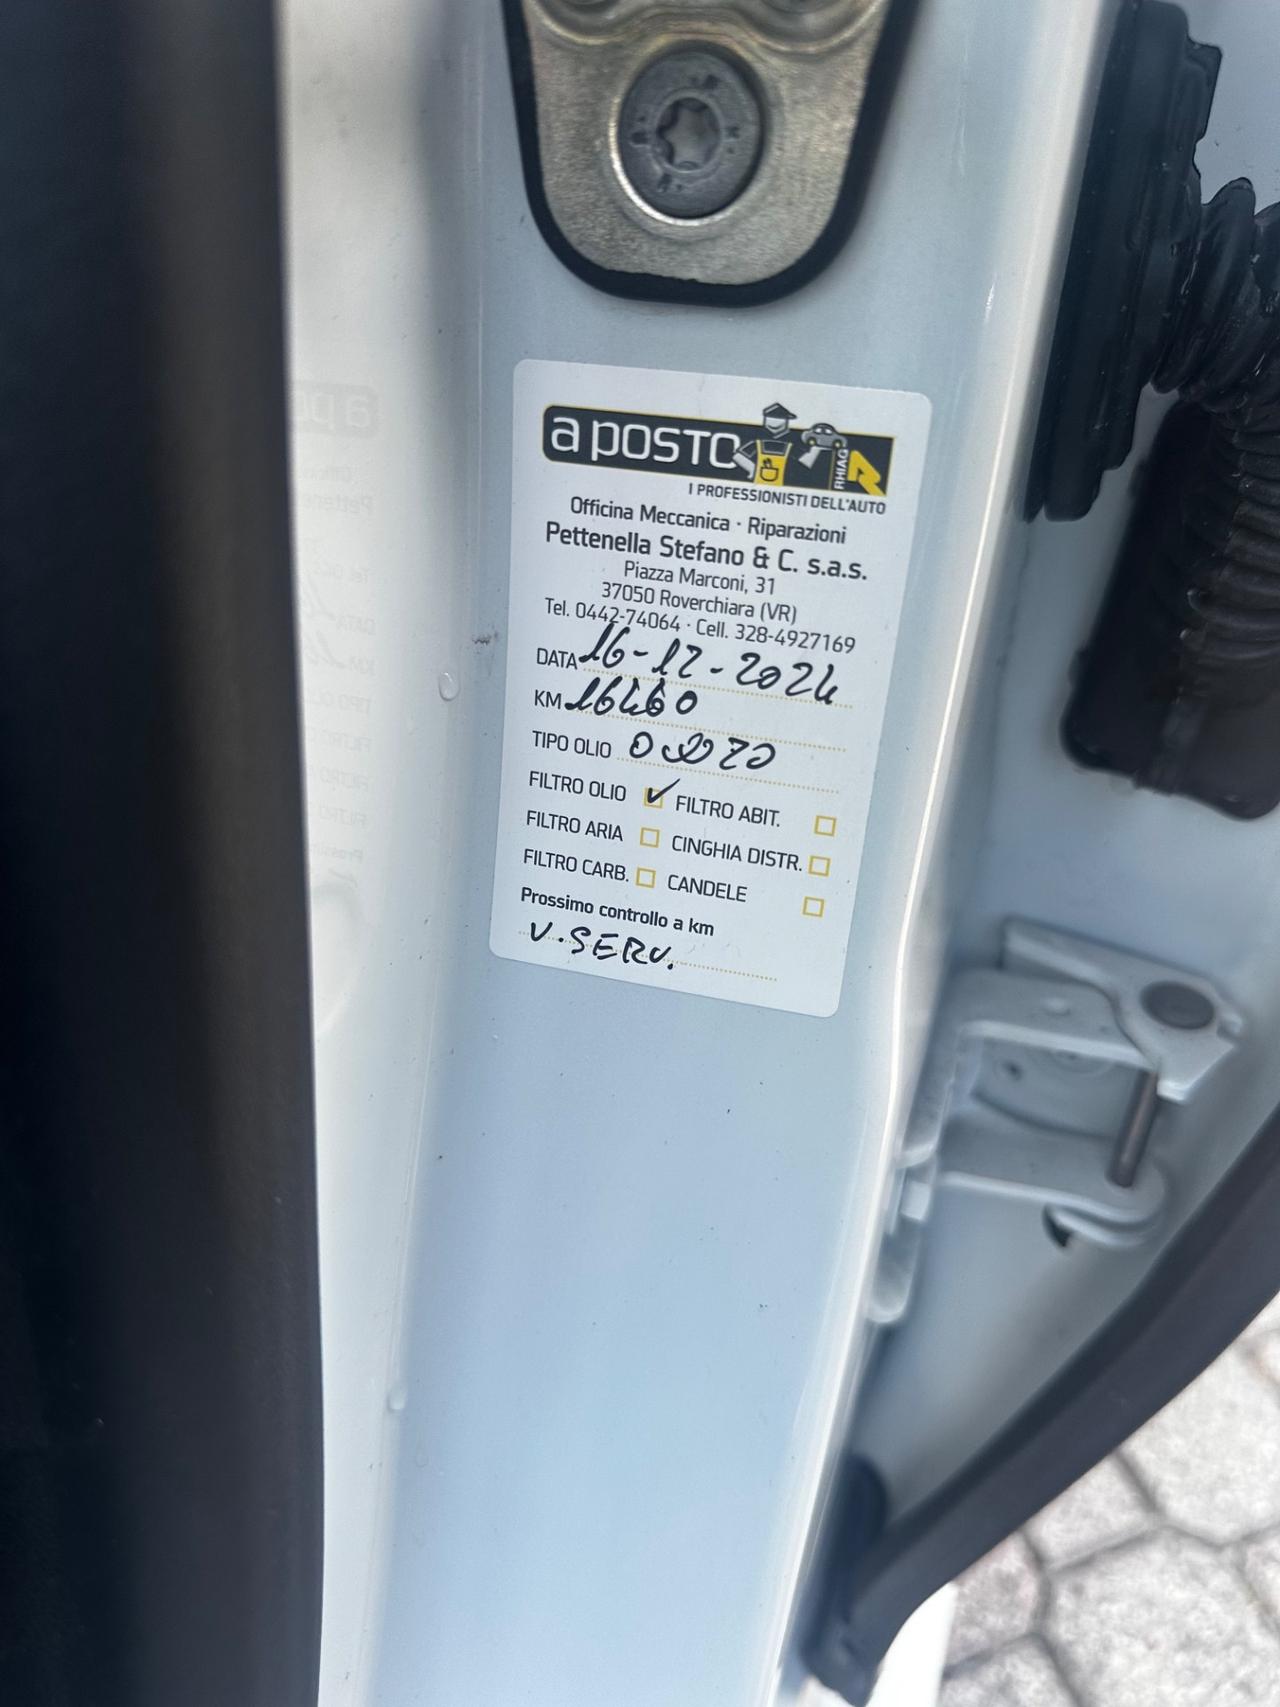 a POSTO
RHIAG
I PROFESSIONISTI DELL'AUTO
Officina Meccanica · Riparazioni
Pettenella Stefano & C. s.a.s.
Piazza Marconi, 31
37050 Roverchiara (VR)
Tel. 0442-74064 · Cell. 328-4927169
DATA 16-12-2024
KM 16460
TIPO OLIO 0W20
FILTRO OLIO ✓ FILTRO ABIT.
FILTRO ARIA CINGHIA DISTR.
FILTRO CARB. CANDELE
Prossimo controllo a km
V. SERV.